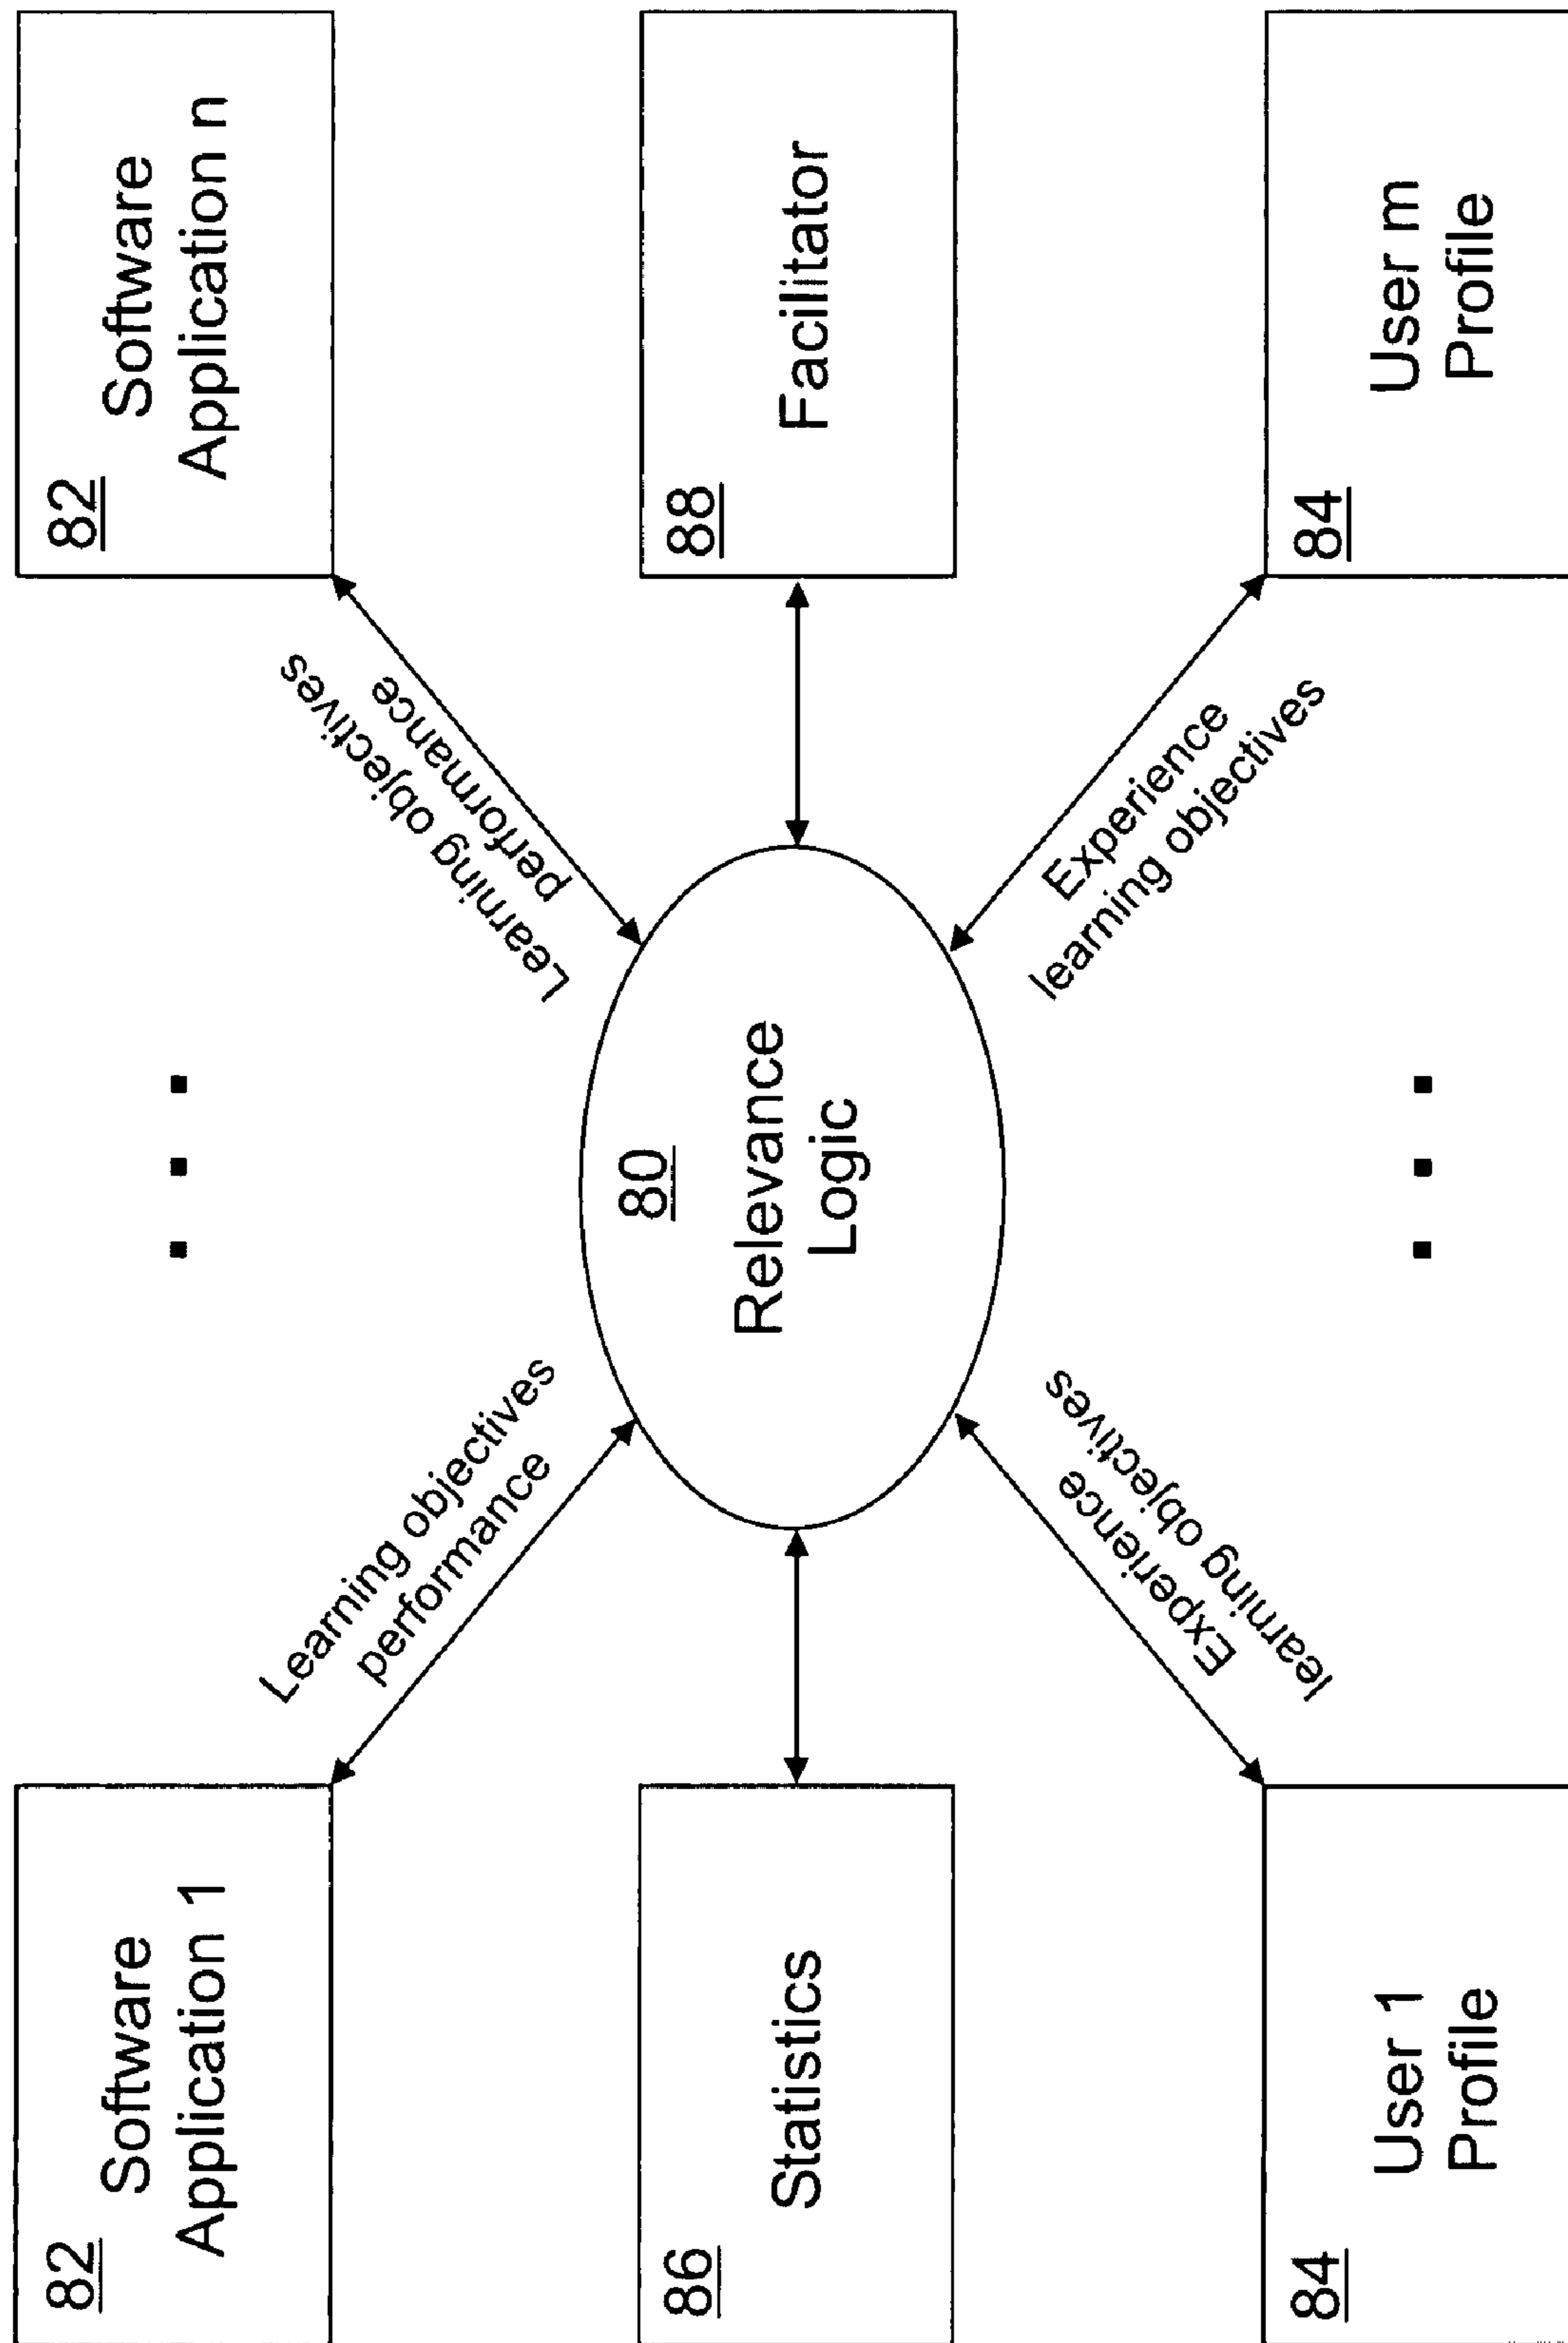 82
Software
Application 1
Learning objectives
performance
Learning objectives
performance
82
Software
Application n
86
Statistics
80
Relevance
Logic
88
Facilitator
84
User 1
Profile
Experience
learning objectives
Experience
learning objectives
84
User m
Profile